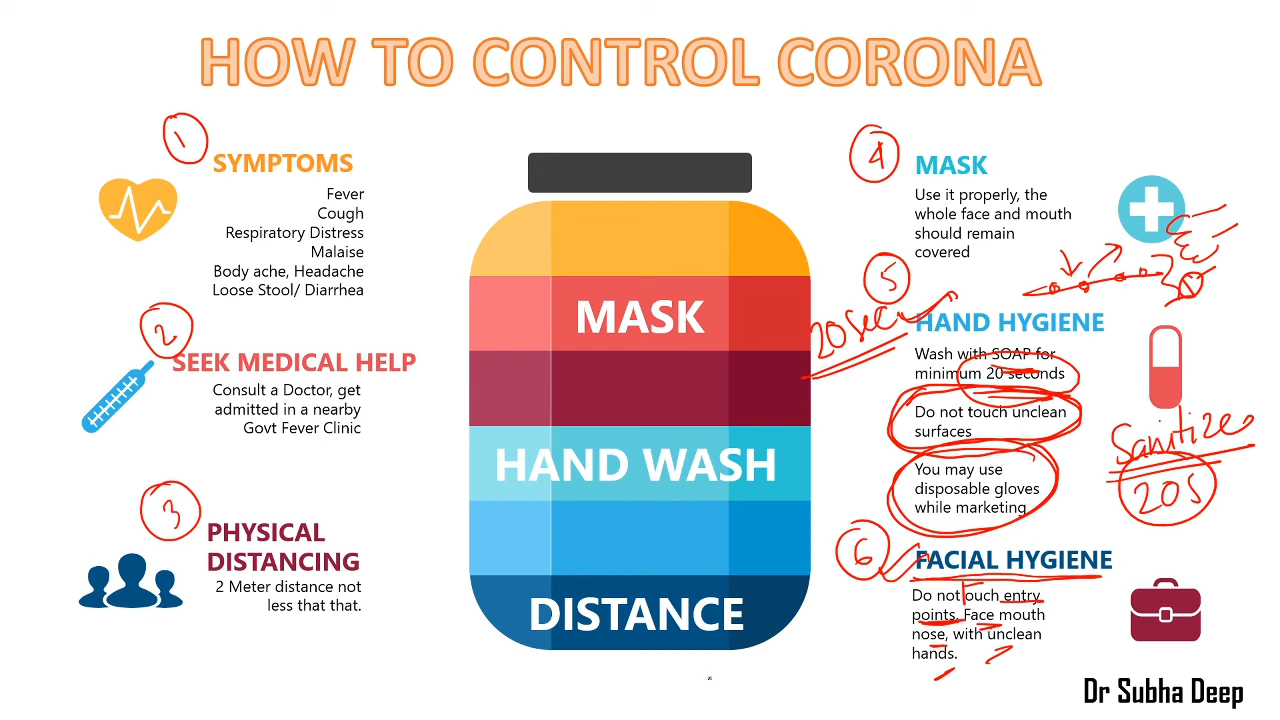 HOW TO CONTROL CORONA
1
SYMPTOMS
Fever
Cough
Respiratory Distress
Malaise
Body ache, Headache
Loose Stool/ Diarrhea
2
SEEK MEDICAL HELP
Consult a Doctor, get
admitted in a nearby
Govt Fever Clinic
3
PHYSICAL
DISTANCING
2 Meter distance not
less that that.
MASK
HAND WASH
DISTANCE
4
MASK
Use it properly, the
whole face and mouth
should remain
covered
5
20 sec
HAND HYGIENE
Wash with SOAP for
minimum 20 seconds
Do not touch unclean
surfaces
You may use
disposable gloves
while marketing
Sanitizer
20S
6
FACIAL HYGIENE
Do not touch entry
points. Face mouth
nose, with unclean
hands.
Dr Subha Deep